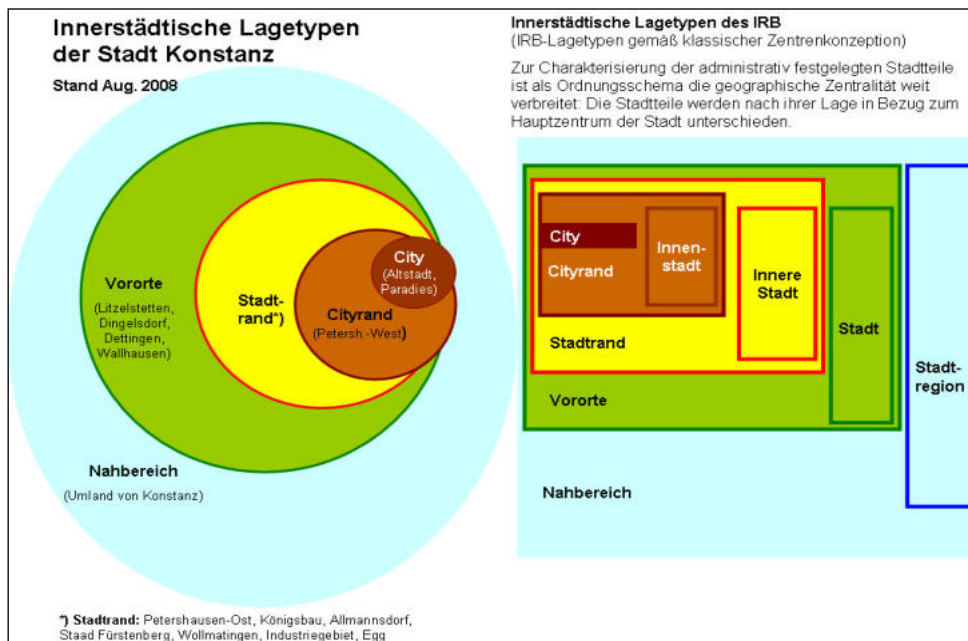 Innerstädtische Lagetypen
der Stadt Konstanz
Stand Aug. 2008
City
(Altstadt,
Paradies)
Vororte
(Litzelstetten,
Dingelsdorf,
Dettingen,
Wallhausen)
Stadt-
rand*)
Cityrand
(Petersh.-West)
Nahbereich
(Umland von Konstanz)
*) Stadtrand: Petershausen-Ost, Königsbau, Allmannsdorf,
Staad Fürstenberg, Wollmatingen, Industriegebiet, Egg
Innerstädtische Lagetypen des IRB
(IRB-Lagetypen gemäß klassischer Zentrenkonzeption)
Zur Charakterisierung der administrativ festgelegten Stadtteile
ist als Ordnungsschema die geographische Zentralität weit
verbreitet: Die Stadtteile werden nach ihrer Lage in Bezug zum
Hauptzentrum der Stadt unterschieden.
City
Cityrand
Innen-
stadt
Innere
Stadt
Stadtrand
Stadt
Vororte
Stadt-
region
Nahbereich